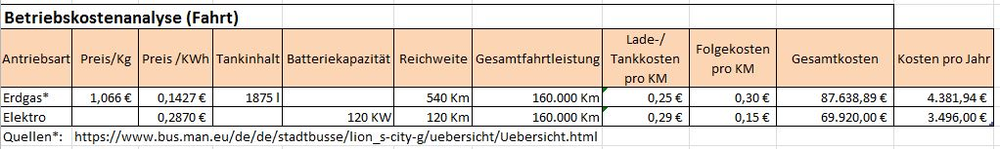 Betriebskostenanalyse (Fahrt)
Antriebsart Preis/Kg Preis /KWh Tankinhalt Batteriekapazität Reichweite Gesamtfahrtleistung Lade-/ Tankkosten pro KM Folgekosten pro KM Gesamtkosten Kosten pro Jahr
Erdgas* 1,066 € 0,1427 € 1875 l 540 Km 160.000 Km 0,25 € 0,30 € 87.638,89 € 4.381,94 €
Elektro 0,2870 € 120 KW 120 Km 160.000 Km 0,29 € 0,15 € 69.920,00 € 3.496,00 €
Quellen*: https://www.bus.man.eu/de/de/stadtbusse/lion_s-city-g/uebersicht/Uebersicht.html